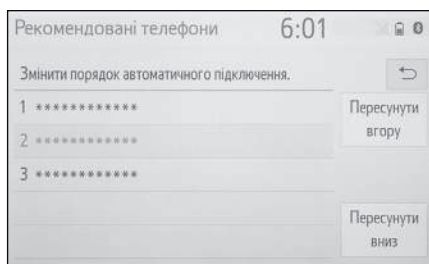 Рекомендовані телефони 6:01
Змінити порядок автоматичного підключення.
1 ************
Пересунути
вгору
2 ************
3 ************
Пересунути
вниз